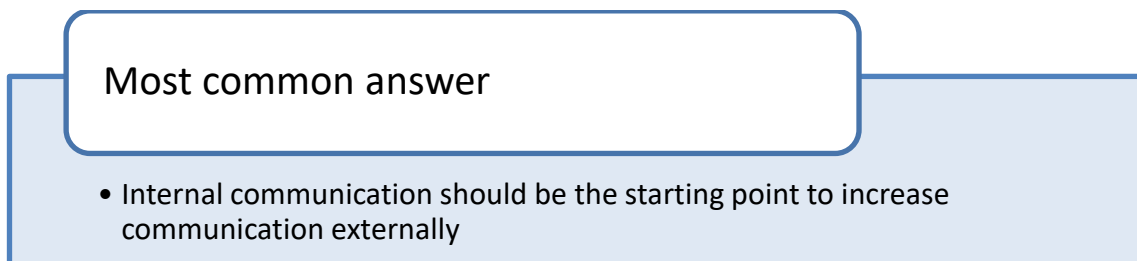 Most common answer
• Internal communication should be the starting point to increase
communication externally